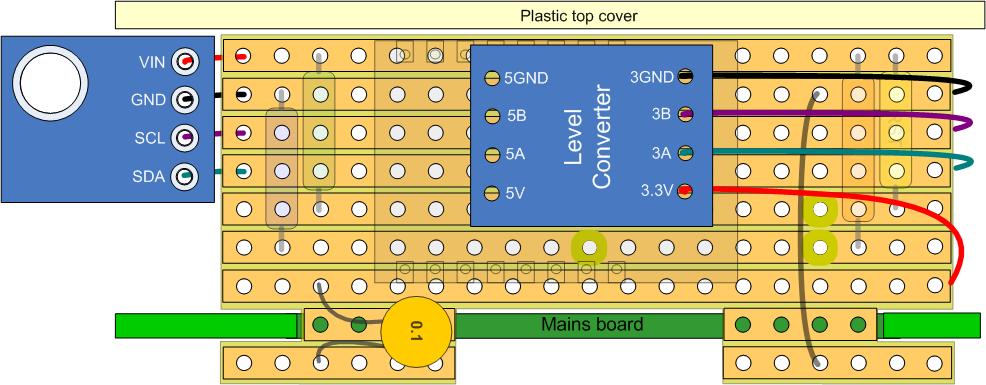 Plastic top cover
VIN
GND
SCL
SDA
5GND
5B
5A
5V
Level
Converter
3GND
3B
3A
3.3V
0.1
Mains board